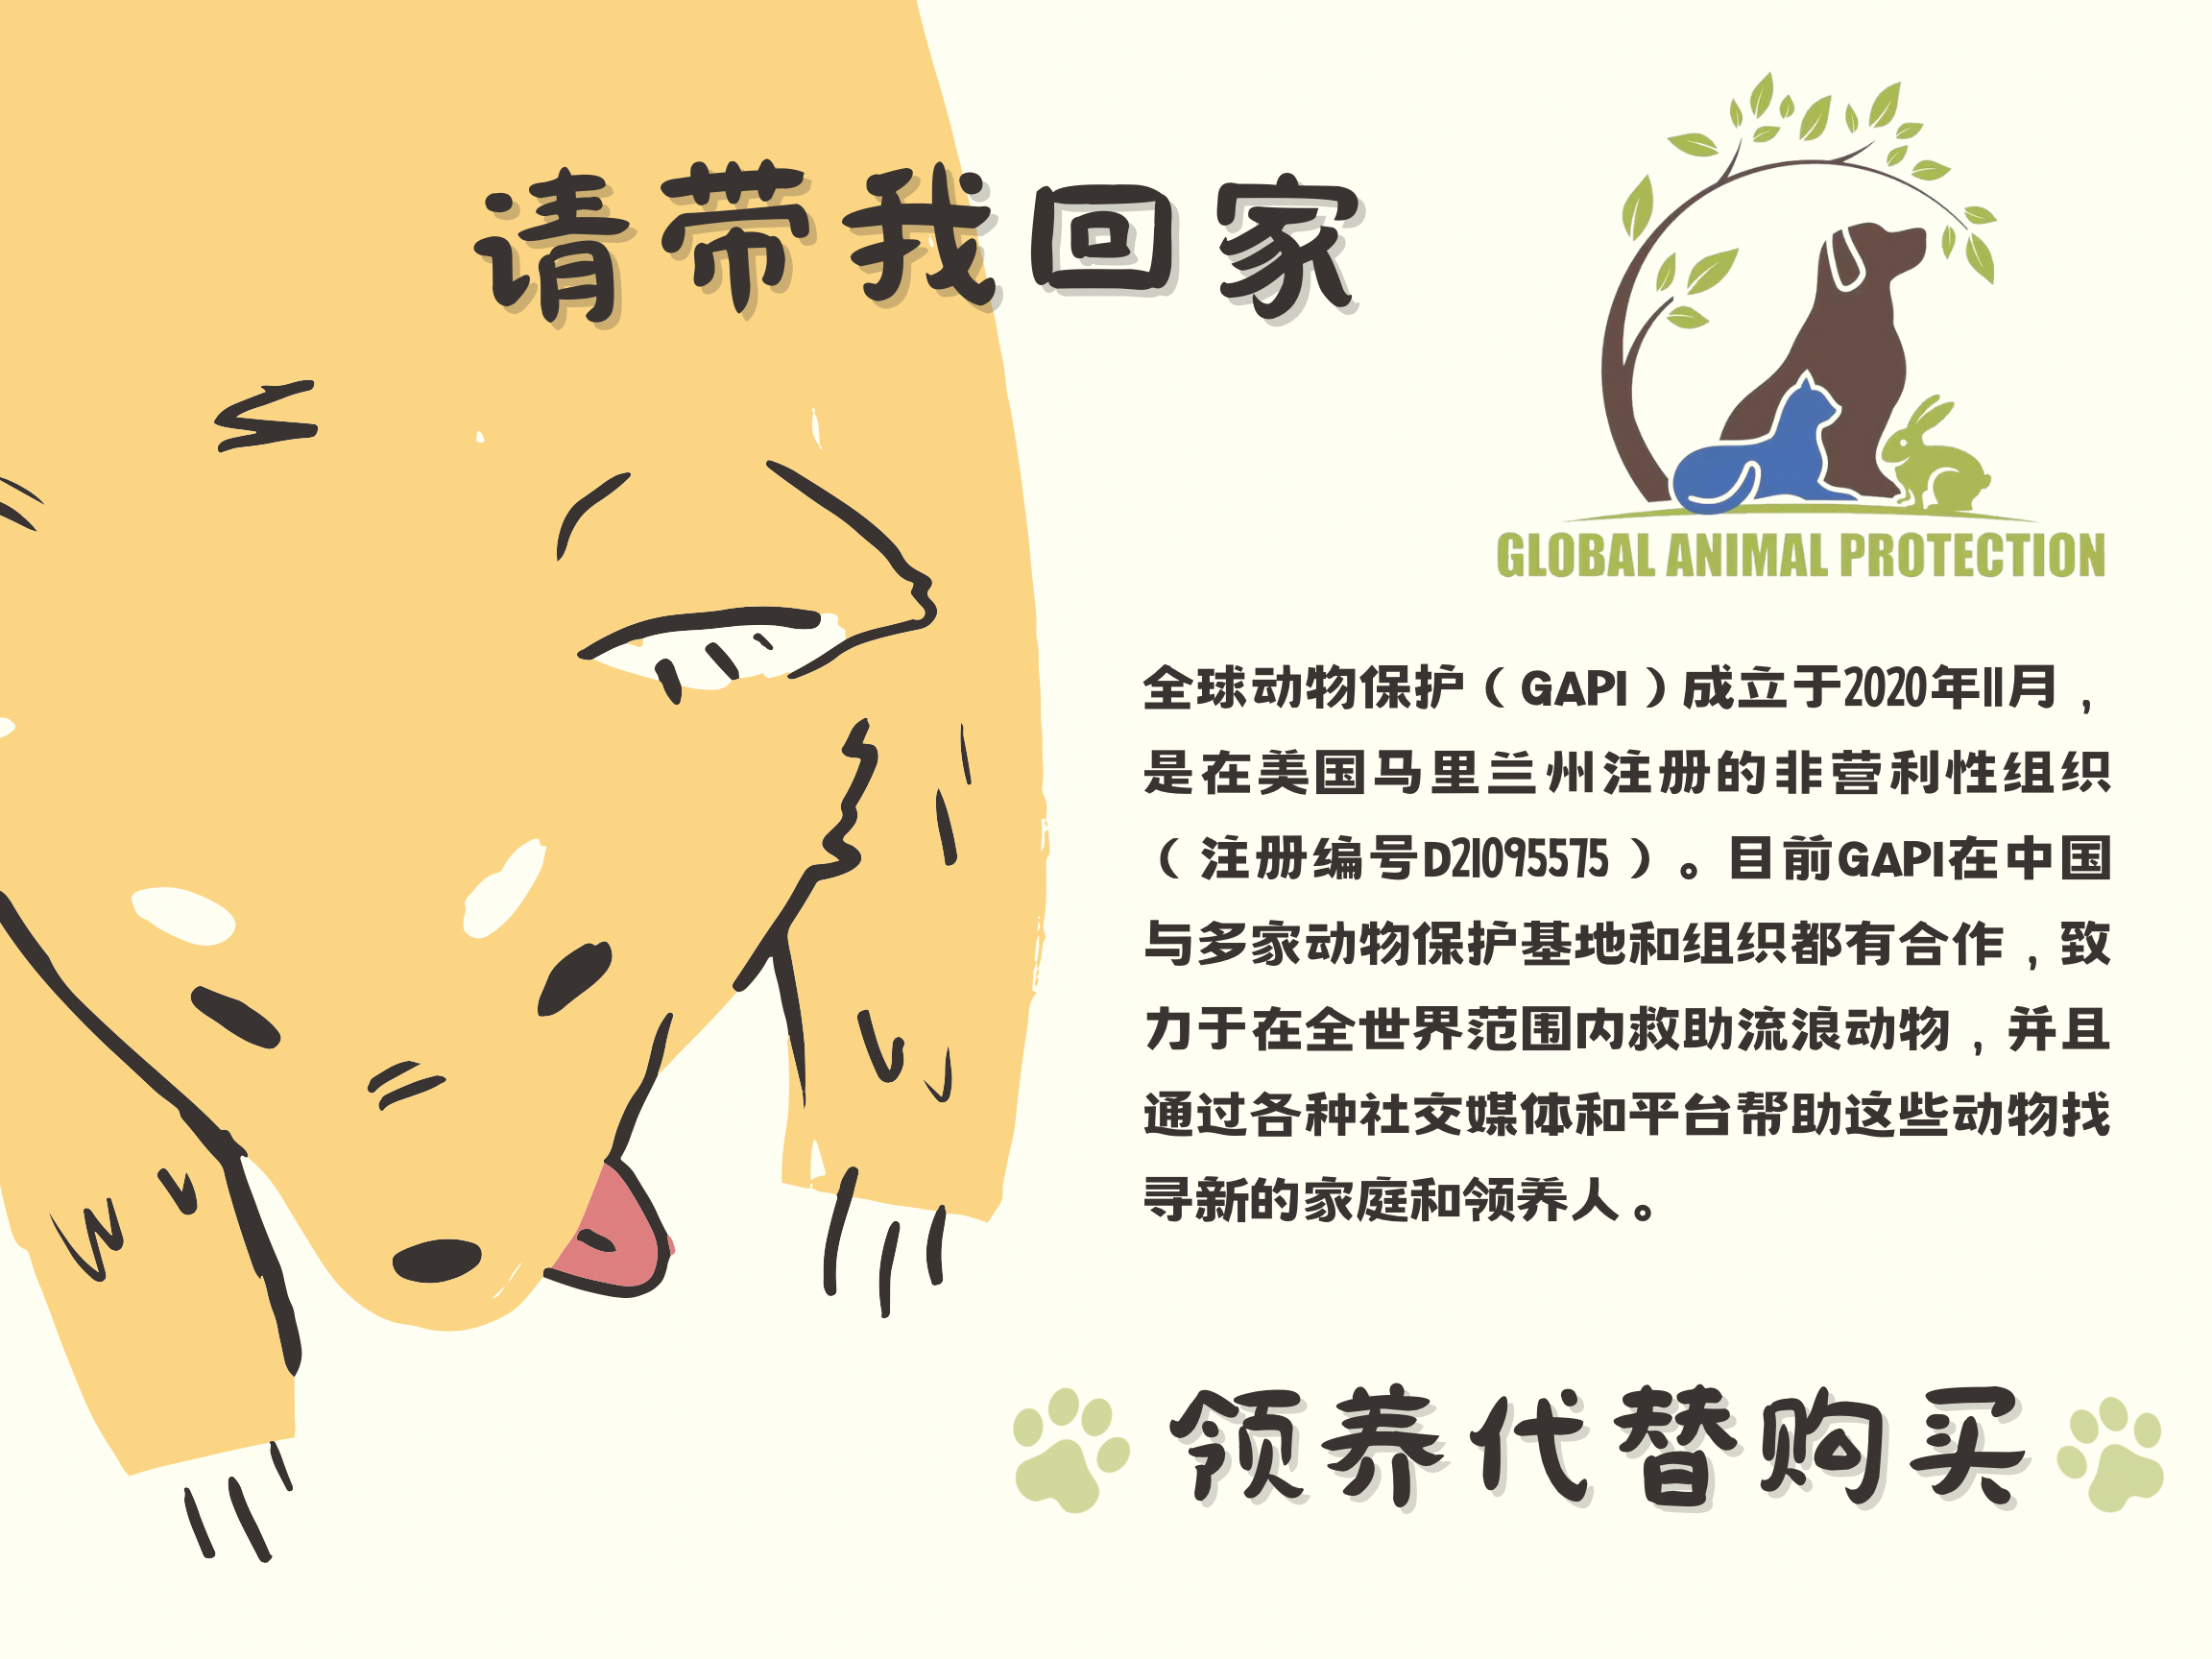 请带我回家
GLOBAL ANIMAL PROTECTION
全球动物保护（GAPI）成立于2020年11月，
是在美国马里兰州注册的非营利性组织
（注册编号D21095575）。目前GAPI在中国
与多家动物保护基地和组织都有合作，致
力于在全世界范围内救助流浪动物，并且
通过各种社交媒体和平台帮助这些动物找
寻新的家庭和领养人。
领养代替购买